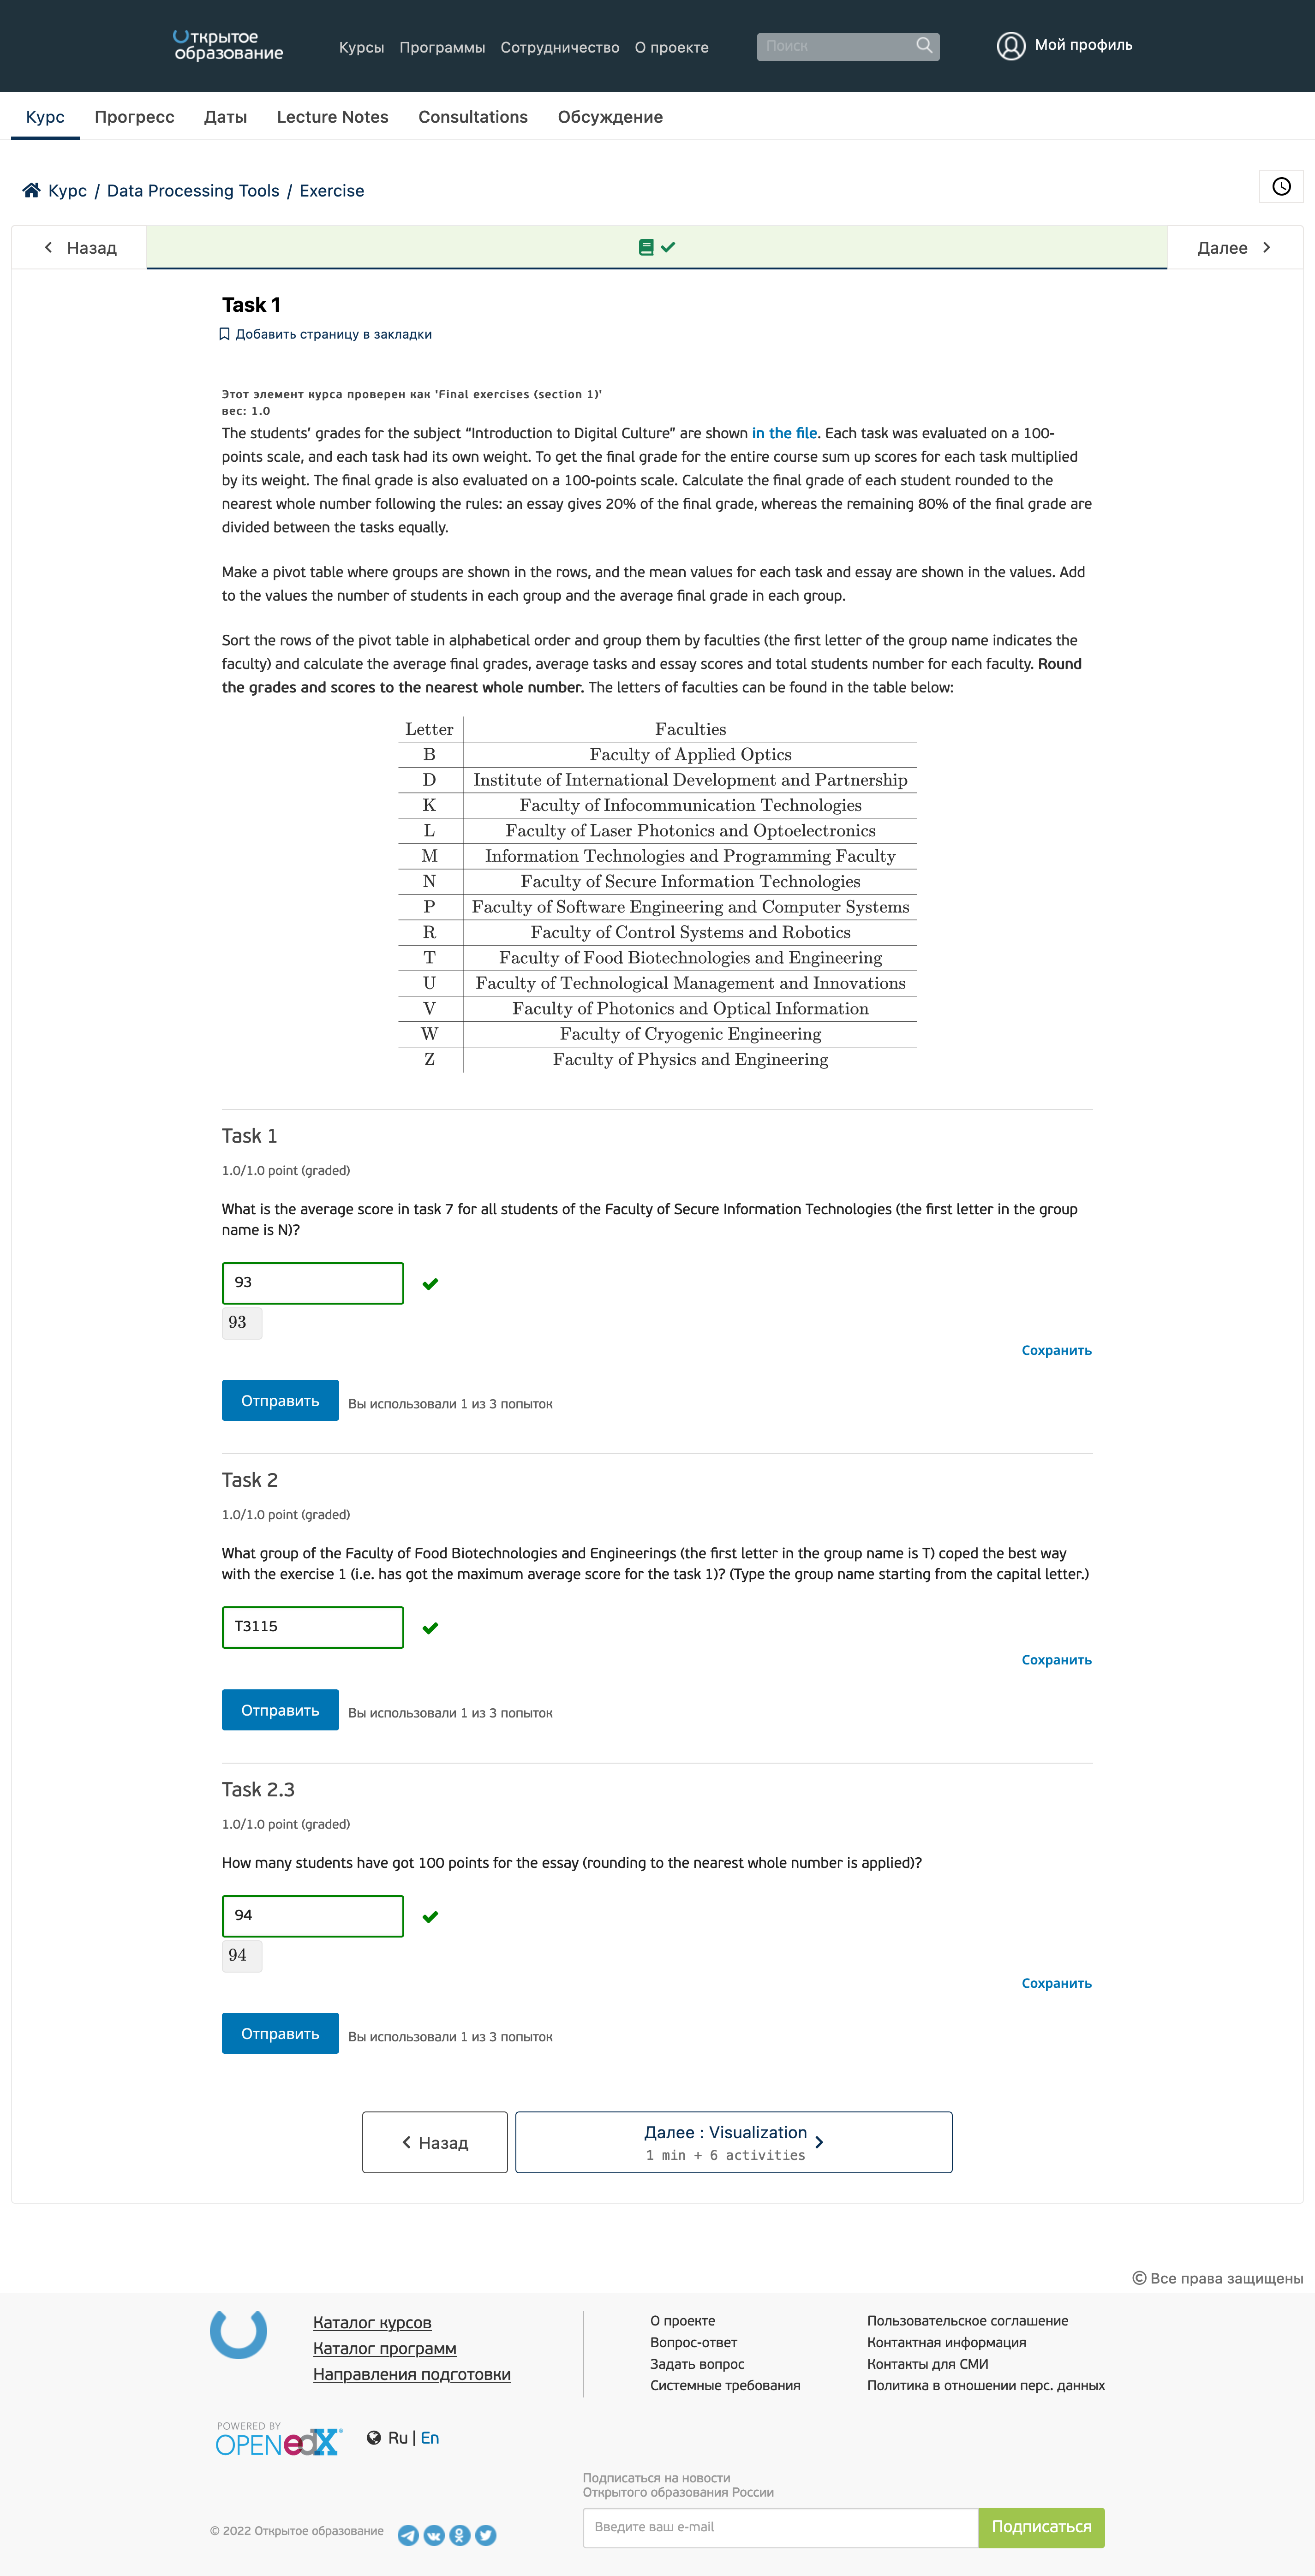 Открытое
образование
Курсы Программы Сотрудничество О проекте
Поиск
Мой профиль
Курс Прогресс Даты Lecture Notes Consultations Обсуждение
Курс / Data Processing Tools / Exercise
Назад
Далее
Task 1
Добавить страницу в закладки
Этот элемент курса проверен как 'Final exercises (section 1)'
вес: 1.0
The students’ grades for the subject “Introduction to Digital Culture” are shown in the file. Each task was evaluated on a 100-
points scale, and each task had its own weight. To get the final grade for the entire course sum up scores for each task multiplied
by its weight. The final grade is also evaluated on a 100-points scale. Calculate the final grade of each student rounded to the
nearest whole number following the rules: an essay gives 20% of the final grade, whereas the remaining 80% of the final grade are
divided between the tasks equally.
Make a pivot table where groups are shown in the rows, and the mean values for each task and essay are shown in the values. Add
to the values the number of students in each group and the average final grade in each group.
Sort the rows of the pivot table in alphabetical order and group them by faculties (the first letter of the group name indicates the
faculty) and calculate the average final grades, average tasks and essay scores and total students number for each faculty. Round
the grades and scores to the nearest whole number. The letters of faculties can be found in the table below:
Letter Faculties
B Faculty of Applied Optics
D Institute of International Development and Partnership
K Faculty of Infocommunication Technologies
L Faculty of Laser Photonics and Optoelectronics
M Information Technologies and Programming Faculty
N Faculty of Secure Information Technologies
P Faculty of Software Engineering and Computer Systems
R Faculty of Control Systems and Robotics
T Faculty of Food Biotechnologies and Engineering
U Faculty of Technological Management and Innovations
V Faculty of Photonics and Optical Information
W Faculty of Cryogenic Engineering
Z Faculty of Physics and Engineering
Task 1
1.0/1.0 point (graded)
What is the average score in task 7 for all students of the Faculty of Secure Information Technologies (the first letter in the group
name is N)?
93
93
Сохранить
Отправить Вы использовали 1 из 3 попыток
Task 2
1.0/1.0 point (graded)
What group of the Faculty of Food Biotechnologies and Engineerings (the first letter in the group name is T) coped the best way
with the exercise 1 (i.e. has got the maximum average score for the task 1)? (Type the group name starting from the capital letter.)
T3115
Сохранить
Отправить Вы использовали 1 из 3 попыток
Task 2.3
1.0/1.0 point (graded)
How many students have got 100 points for the essay (rounding to the nearest whole number is applied)?
94
94
Сохранить
Отправить Вы использовали 1 из 3 попыток
Назад
Далее : Visualization
1 min + 6 activities
© Все права защищены
Каталог курсов
Каталог программ
Направления подготовки
О проекте
Вопрос-ответ
Задать вопрос
Системные требования
Пользовательское соглашение
Контактная информация
Контакты для СМИ
Политика в отношении перс. данных
POWERED BY
OPEN edX
Ru | En
Подписаться на новости
Открытого образования России
Введите ваш e-mail
Подписаться
© 2022 Открытое образование